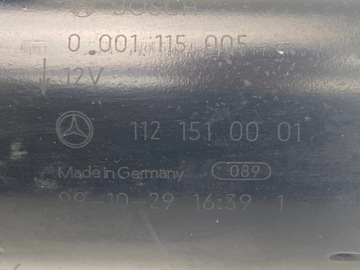 BOSCH
0 001 115 005
12V
112 151 00 01
Made in Germany 089
99-10-29 16:39 1